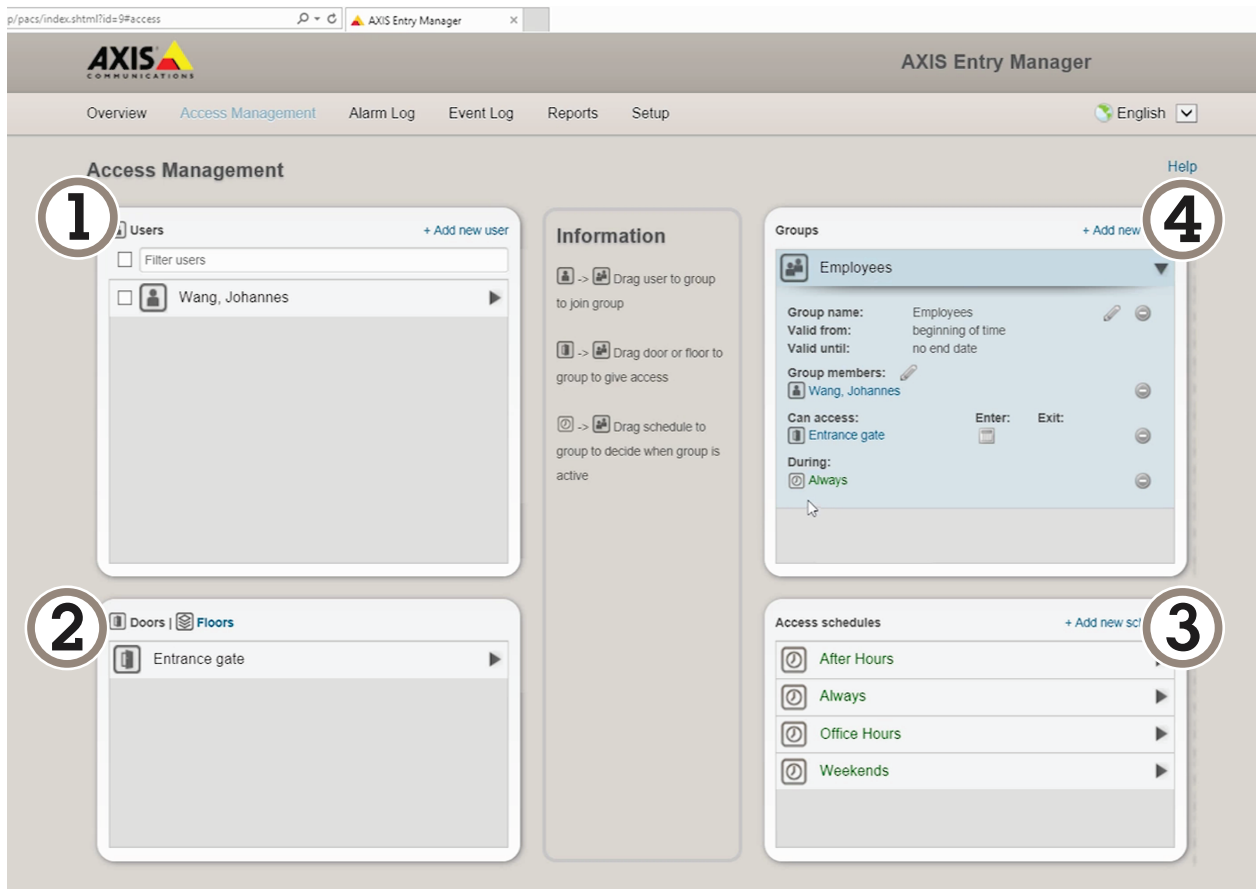 p/pacs/index.shtml?id=9#access
AXIS Entry Manager
AXIS
COMMUNICATIONS
AXIS Entry Manager
Overview
Access Management
Alarm Log
Event Log
Reports
Setup
English
Access Management
Help
1
Users
+ Add new user
Filter users
Wang, Johannes
Information
-> Drag user to group
to join group
-> Drag door or floor to
group to give access
-> Drag schedule to
group to decide when group is
active
4
Groups
+ Add new
Employees
Group name: Employees
Valid from: beginning of time
Valid until: no end date
Group members:
Wang, Johannes
Can access: Enter: Exit:
Entrance gate
During:
Always
2
Doors | Floors
Entrance gate
3
Access schedules
+ Add new sc
After Hours
Always
Office Hours
Weekends